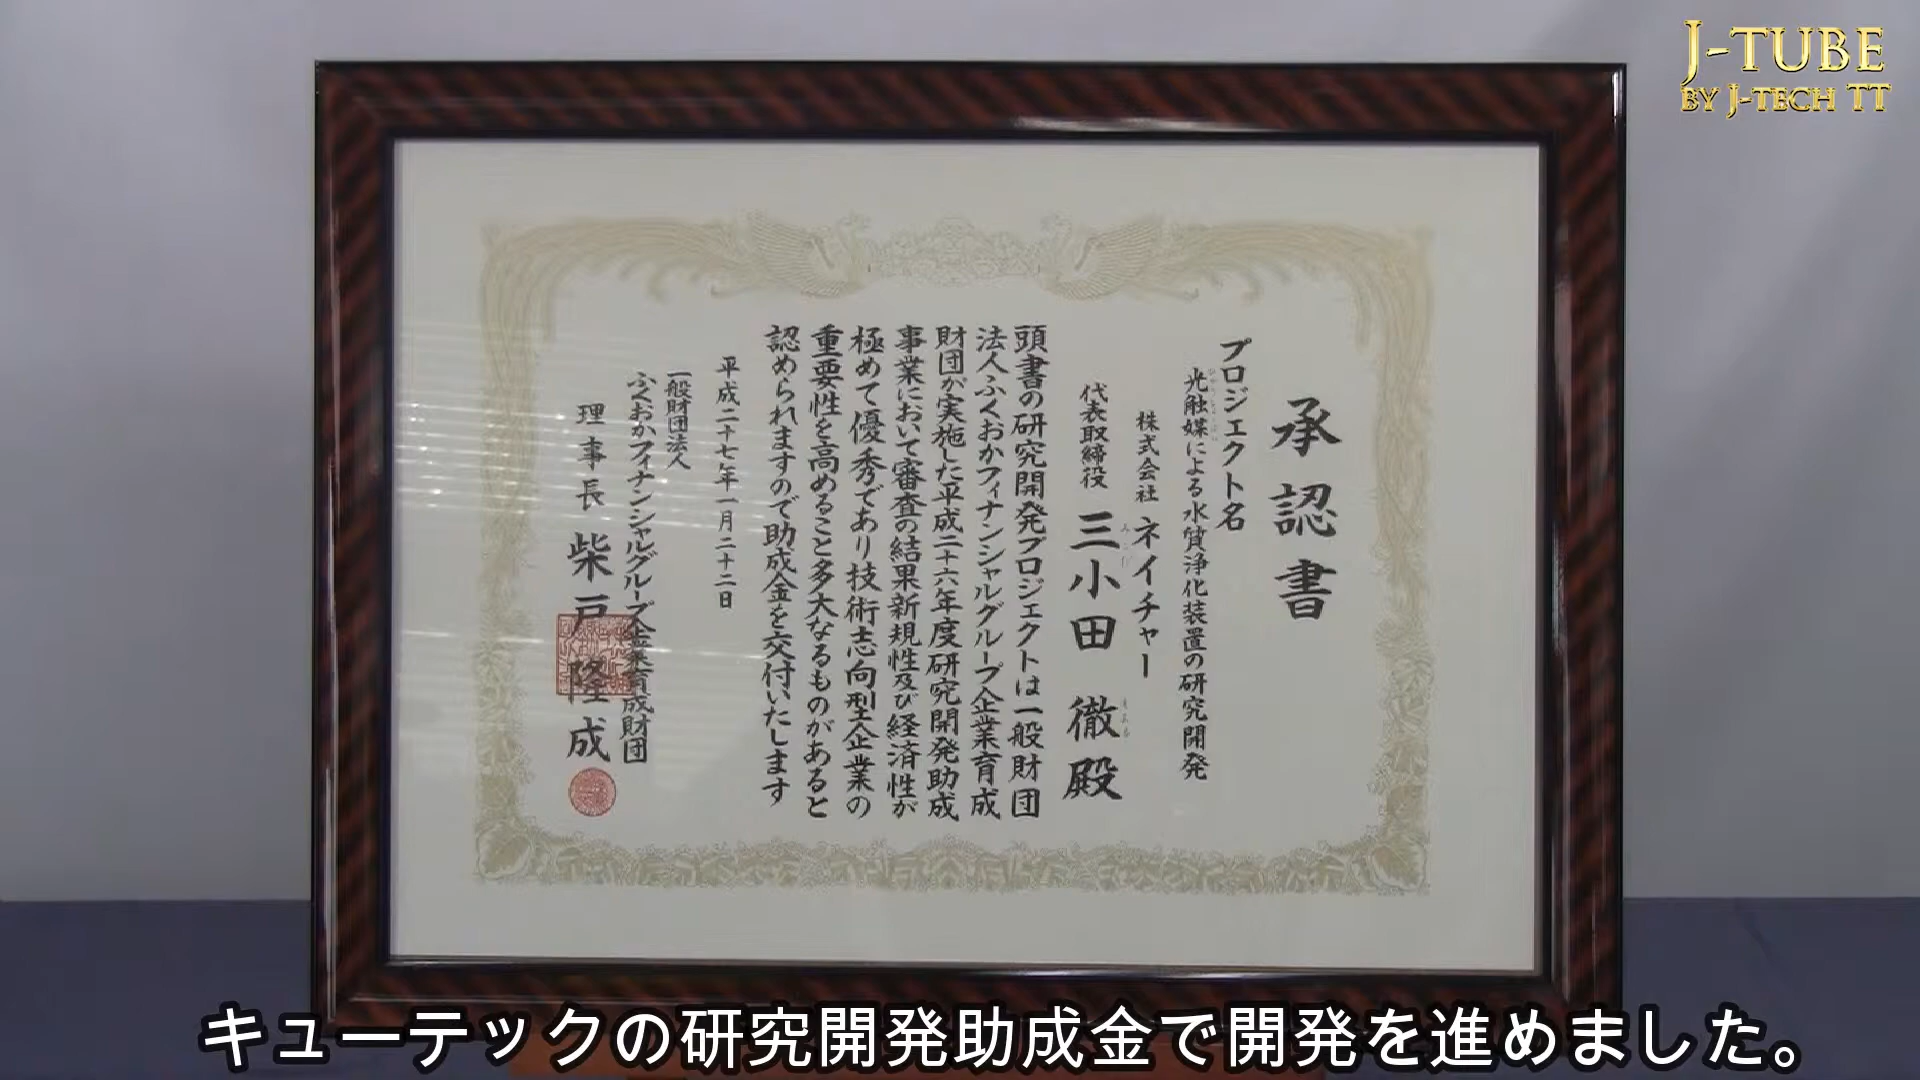 J-TUBE
BY J-TECH TT
承認書
プロジェクト名
光触媒による水質浄化装置の研究開発
株式会社 ネイチャー
代表取締役 三小田 徹 殿
頭書の研究開発プロジェクトは一般財団
法人ふくおかフィナンシャルグループ企業育成
財団が実施した平成二十六年度研究開発助成
事業において審査の結果新規性及び経済性が
極めて優秀であり技術志向型企業の
重要性を高めること多大なるものがあると
認められますので助成金を交付いたします
平成二十七年一月二十二日
一般財団法人
ふくおかフィナンシャルグループ企業育成財団
理事長 柴戸隆成
キューテックの研究開発助成金で開発を進めました。